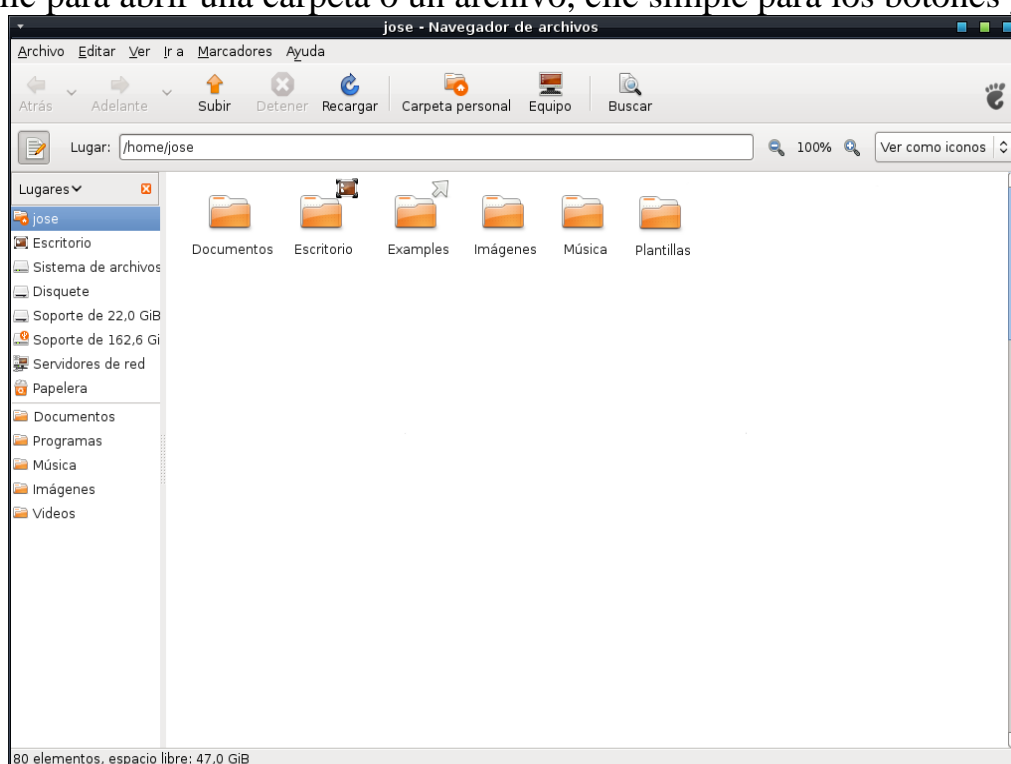 para abrir una carpeta o un archivo, clic simple para los botones
jose - Navegador de archivos
Archivo Editar Ver Ir a Marcadores Ayuda
Atrás Adelante Subir Detener Recargar Carpeta personal Equipo Buscar
Lugar: /home/jose 100% Ver como iconos
Lugares
jose
Escritorio
Sistema de archivos
Disquete
Soporte de 22,0 GiB
Soporte de 162,6 Gi
Servidores de red
Papelera
Documentos
Programas
Música
Imágenes
Videos
Documentos Escritorio Examples Imágenes Música Plantillas
80 elementos, espacio libre: 47,0 GiB